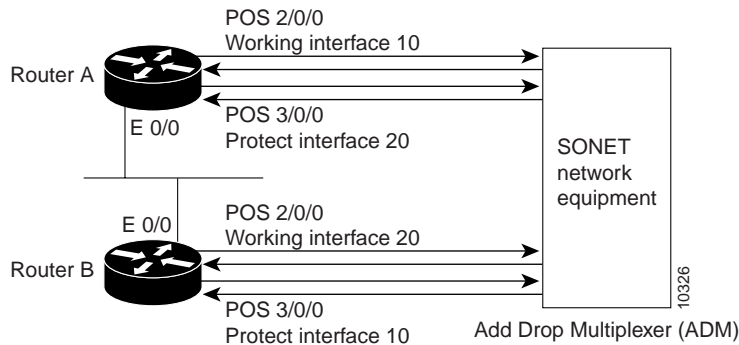 POS 2/0/0
Working interface 10
Router A
POS 3/0/0
Protect interface 20
E 0/0
SONET
network
equipment
E 0/0
POS 2/0/0
Working interface 20
Router B
POS 3/0/0
Protect interface 10
10326
Add Drop Multiplexer (ADM)